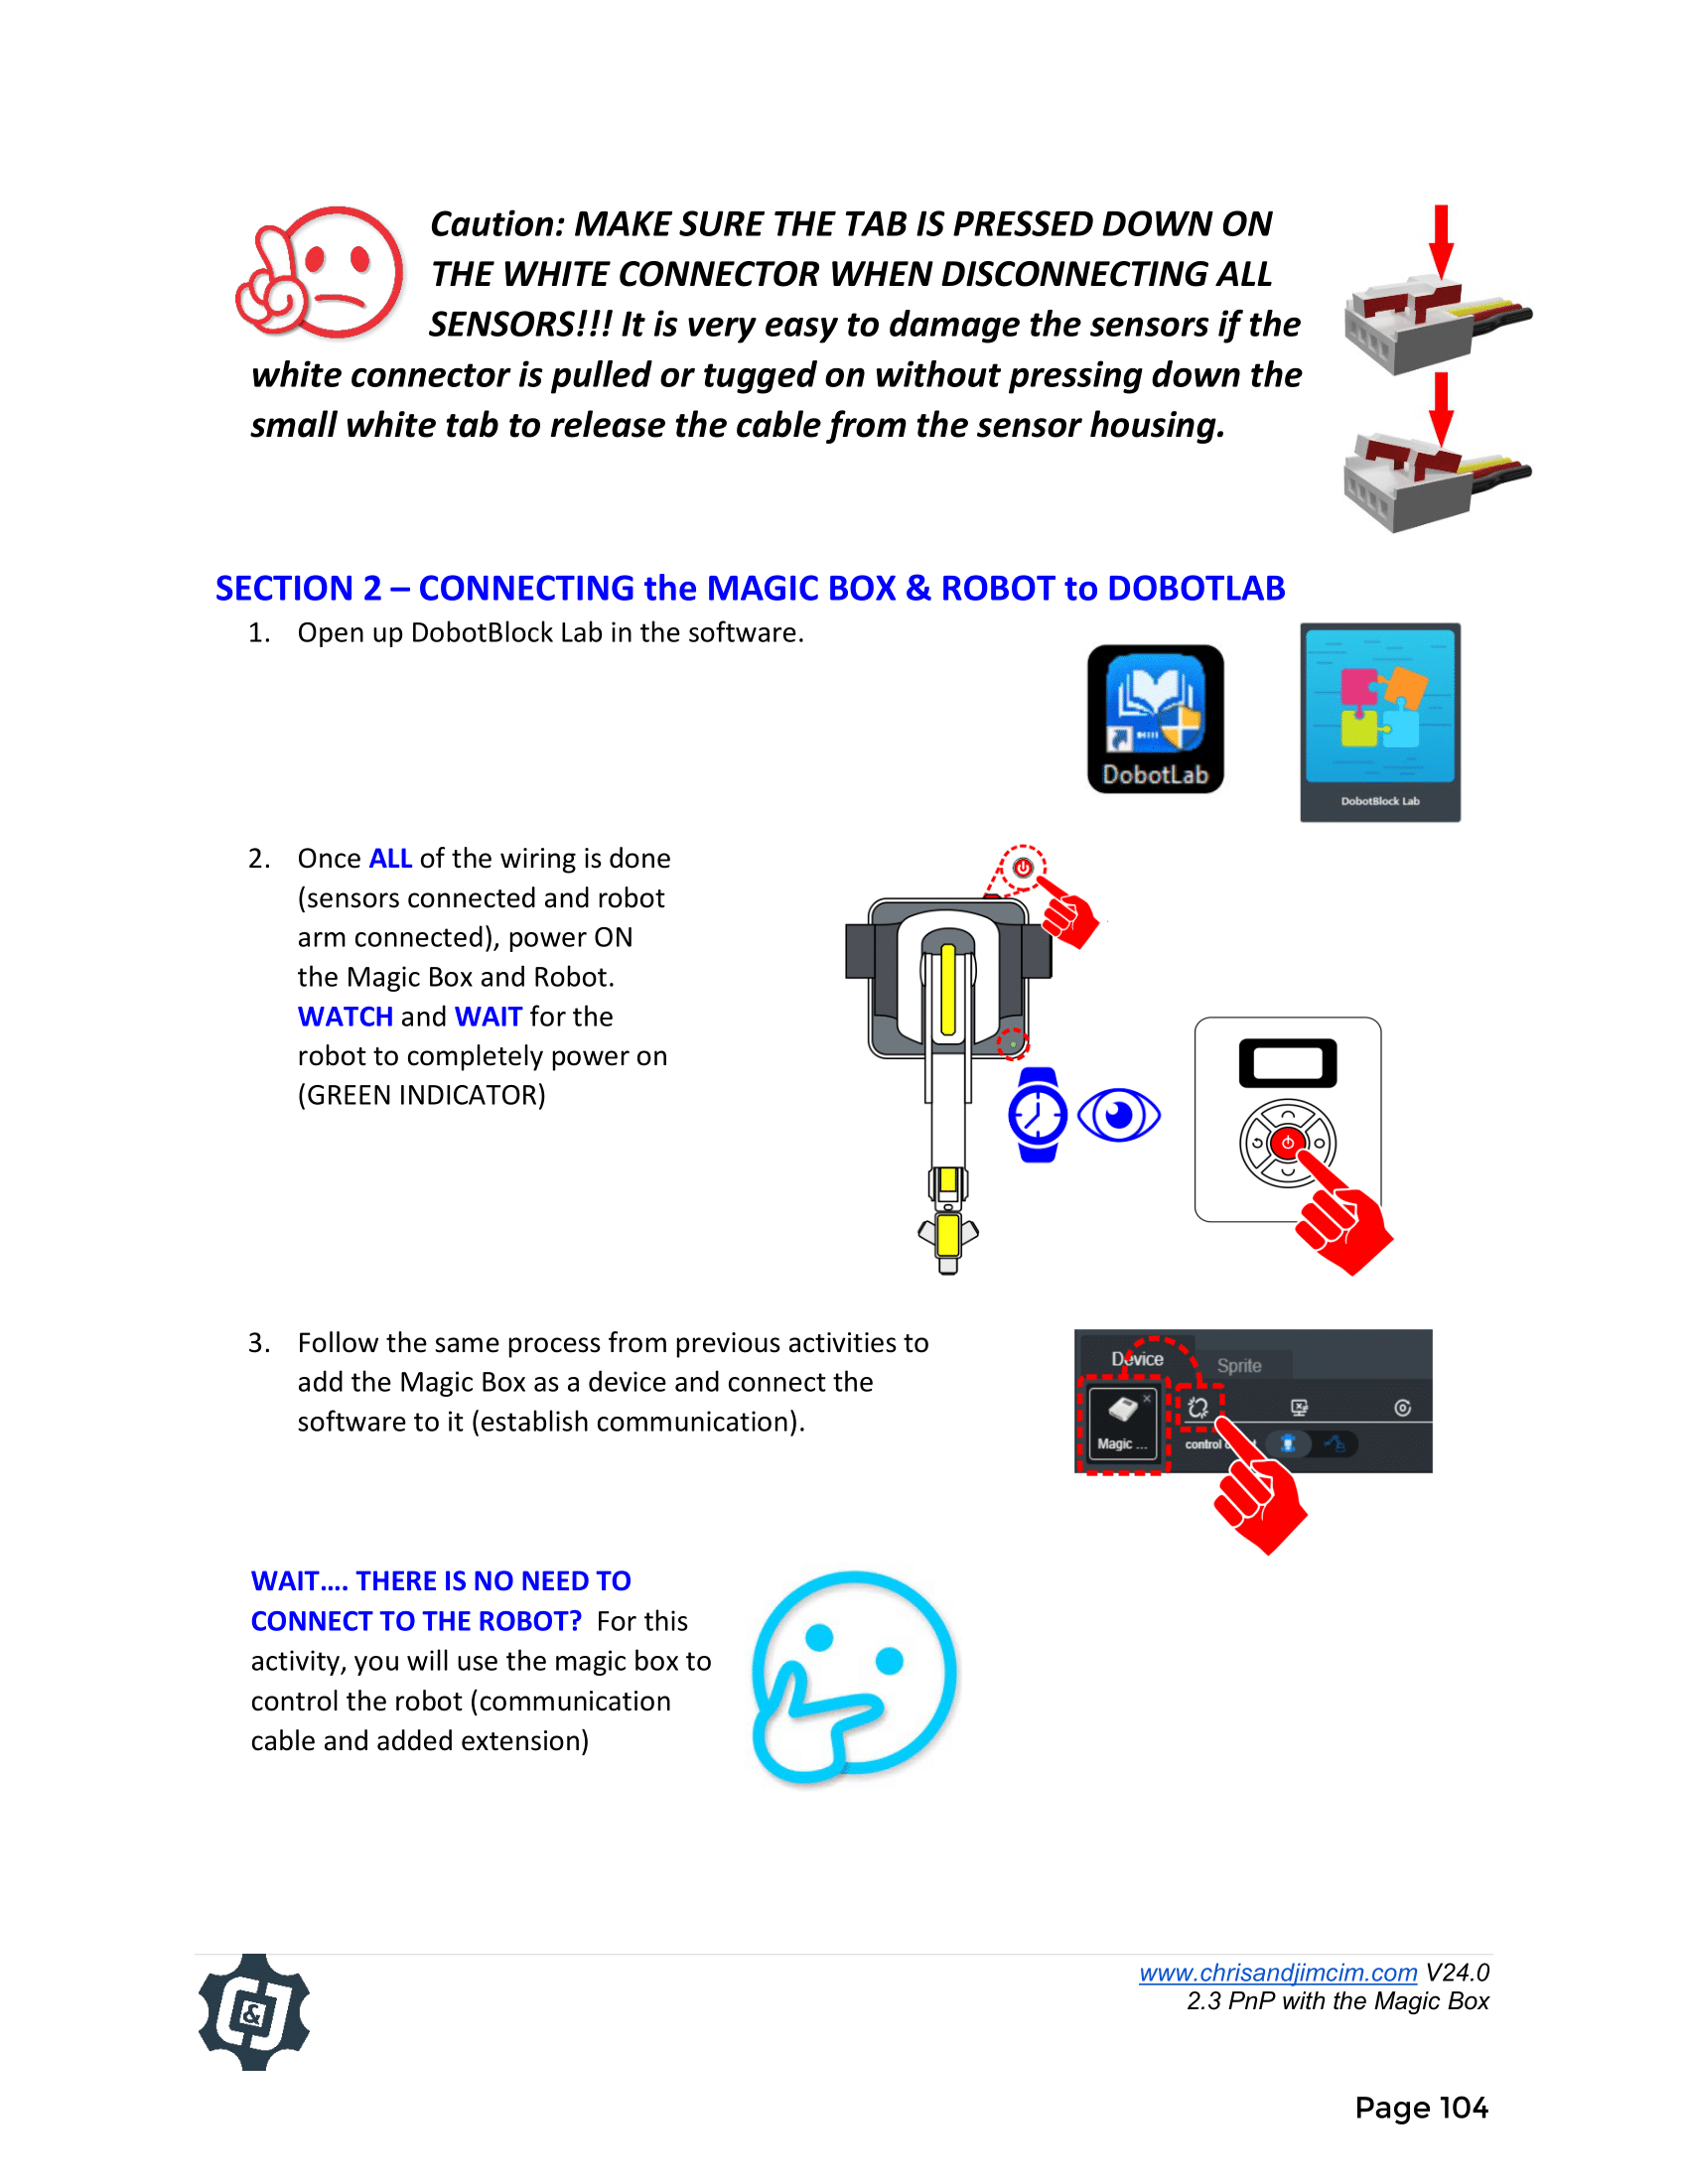 Caution: MAKE SURE THE TAB IS PRESSED DOWN ON
THE WHITE CONNECTOR WHEN DISCONNECTING ALL
SENSORS!!! It is very easy to damage the sensors if the
white connector is pulled or tugged on without pressing down the
small white tab to release the cable from the sensor housing.
SECTION 2 – CONNECTING the MAGIC BOX & ROBOT to DOBOTLAB
1. Open up DobotBlock Lab in the software.
DobotLab
DobotBlock Lab
2. Once ALL of the wiring is done
(sensors connected and robot
arm connected), power ON
the Magic Box and Robot.
WATCH and WAIT for the
robot to completely power on
(GREEN INDICATOR)
3. Follow the same process from previous activities to
add the Magic Box as a device and connect the
software to it (establish communication).
Device
Sprite
Magic ...
control
WAIT.... THERE IS NO NEED TO
CONNECT TO THE ROBOT? For this
activity, you will use the magic box to
control the robot (communication
cable and added extension)
C&J
www.chrisandjimcim.com V24.0
2.3 PnP with the Magic Box
Page 104